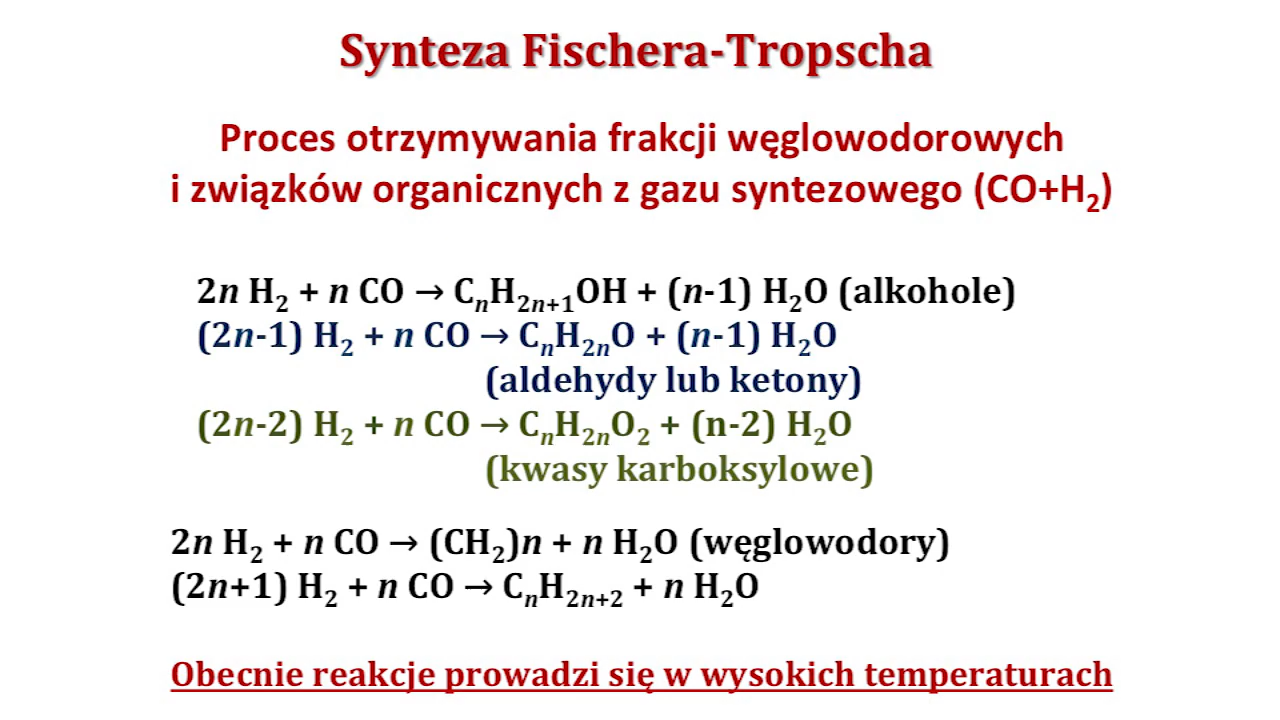 Synteza Fischera-Tropscha
Proces otrzymywania frakcji węglowodorowych
i związków organicznych z gazu syntezowego (CO+H₂)
2n H₂ + n CO → CₙH₂ₙ₊₁OH + (n-1) H₂O (alkohole)
(2n-1) H₂ + n CO → CₙH₂ₙO + (n-1) H₂O
(aldehydy lub ketony)
(2n-2) H₂ + n CO → CₙH₂ₙO₂ + (n-2) H₂O
(kwasy karboksylowe)
2n H₂ + n CO → (CH₂)n + n H₂O (węglowodory)
(2n+1) H₂ + n CO → CₙH₂ₙ₊₂ + n H₂O
Obecnie reakcje prowadzi się w wysokich temperaturach